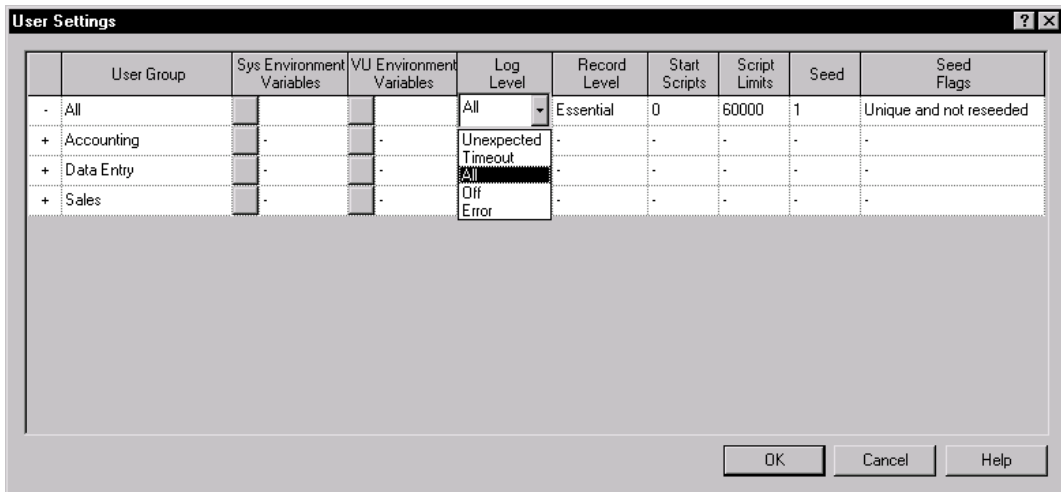 User Settings
User Group Sys Environment Variables VU Environment Variables Log Level Record Level Start Scripts Script Limits Seed Seed Flags
- All All Essential 0 60000 1 Unique and not reseeded
+ Accounting - - - - - - -
+ Data Entry - - - - - - -
+ Sales - - - - - - -
Unexpected
Timeout
All
Off
Error
OK Cancel Help